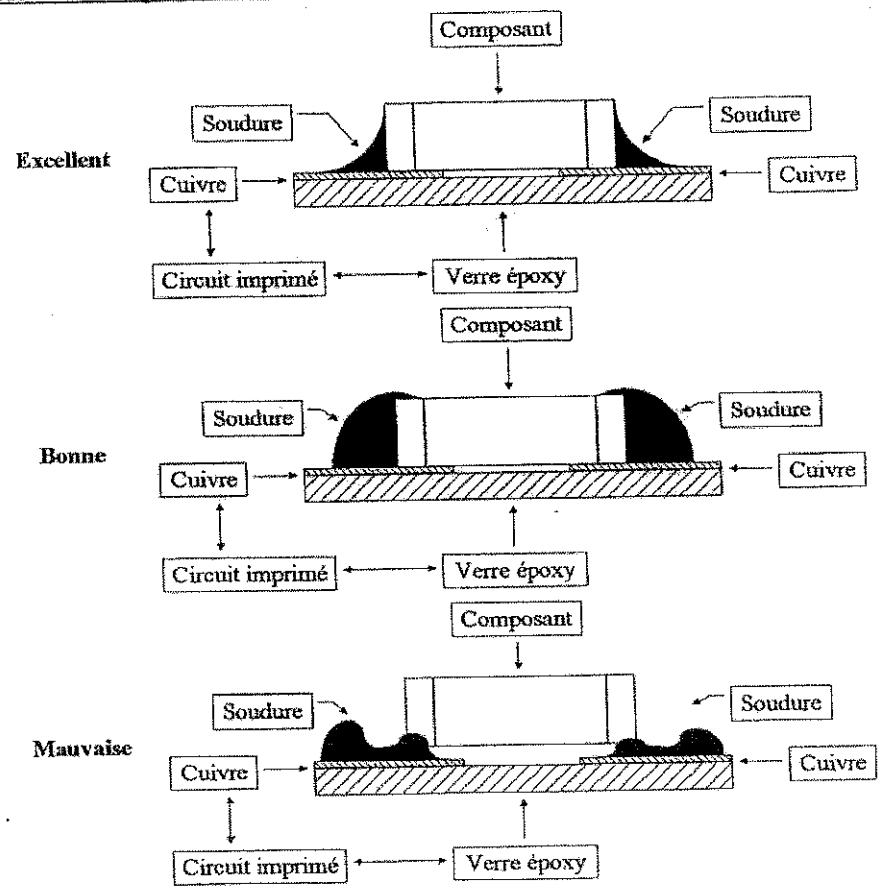 Composant
Soudure
Soudure
Excellent
Cuivre
Cuivre
Circuit imprimé
Verre époxy
Composant
Soudure
Soudure
Bonne
Cuivre
Cuivre
Circuit imprimé
Verre époxy
Composant
Soudure
Soudure
Mauvaise
Cuivre
Cuivre
Circuit imprimé
Verre époxy